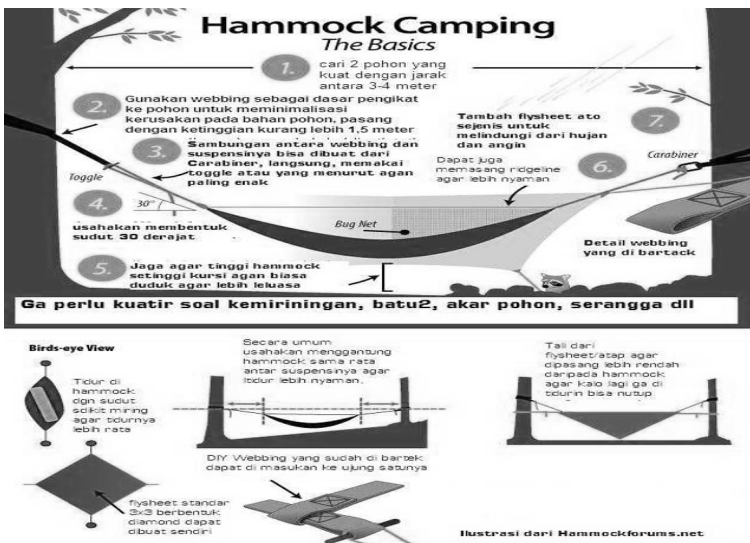 Hammock Camping
The Basics
1.
cari 2 pohon yang
kuat dengan jarak
antara 3-4 meter
2.
Gunakan webbing sebagai dasar pengikat
ke pohon untuk meminimalisasi
kerusakan pada bahan pohon, pasang
dengan ketinggian kurang lebih 1,5 meter
3.
Sambungan antara webbing dan
suspensinya bisa dibuat dari
Carabiner, langsung, memakai
toggle atau yang menurut agan
paling enak
Toggle
4.
30°
usahakan membentuk
sudut 30 derajat
5.
Jaga agar tinggi hammock
setinggi kursi agan biasa
duduk agar lebih leluasa
Bug Net
6.
Dapat juga
memasang ridgeline
agar lebih nyaman
7.
Tambah flysheet ato
sejenis untuk
melindungi dari hujan
dan angin
Carabiner
Detail webbing
yang di bartack
Ga perlu kuatir soal kemiriningan, batu2, akar pohon, serangga dll
Birds-eye View
Tidur di
hammock
dgn sudut
sdikit miring
agar tidurnya
lebih rata
Secara umum
usahakan menggantung
hammock sama rata
antar suspensinya agar
tidur lebih nyaman.
Tali dari
flysheet/atap agar
dipasang lebih rendah
daripada hammock
agar kalo lagi ga di
tidurin bisa nutup
flysheet standar
3x3 berbentuk
diamond dapat
dibuat sendiri
DIY Webbing yang sudah di bartek
dapat di masukan ke ujung satunya
Ilustrasi dari Hammockforums.net